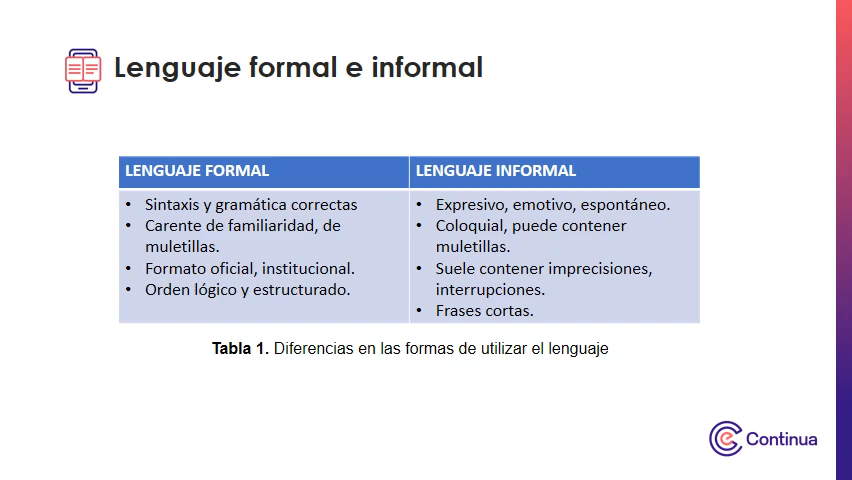 Lenguaje formal e informal
LENGUAJE FORMAL
• Sintaxis y gramática correctas
• Carente de familiaridad, de
muletillas.
• Formato oficial, institucional.
• Orden lógico y estructurado.
LENGUAJE INFORMAL
• Expresivo, emotivo, espontáneo.
• Coloquial, puede contener
muletillas.
• Suele contener imprecisiones,
interrupciones.
• Frases cortas.
Tabla 1. Diferencias en las formas de utilizar el lenguaje
Continua